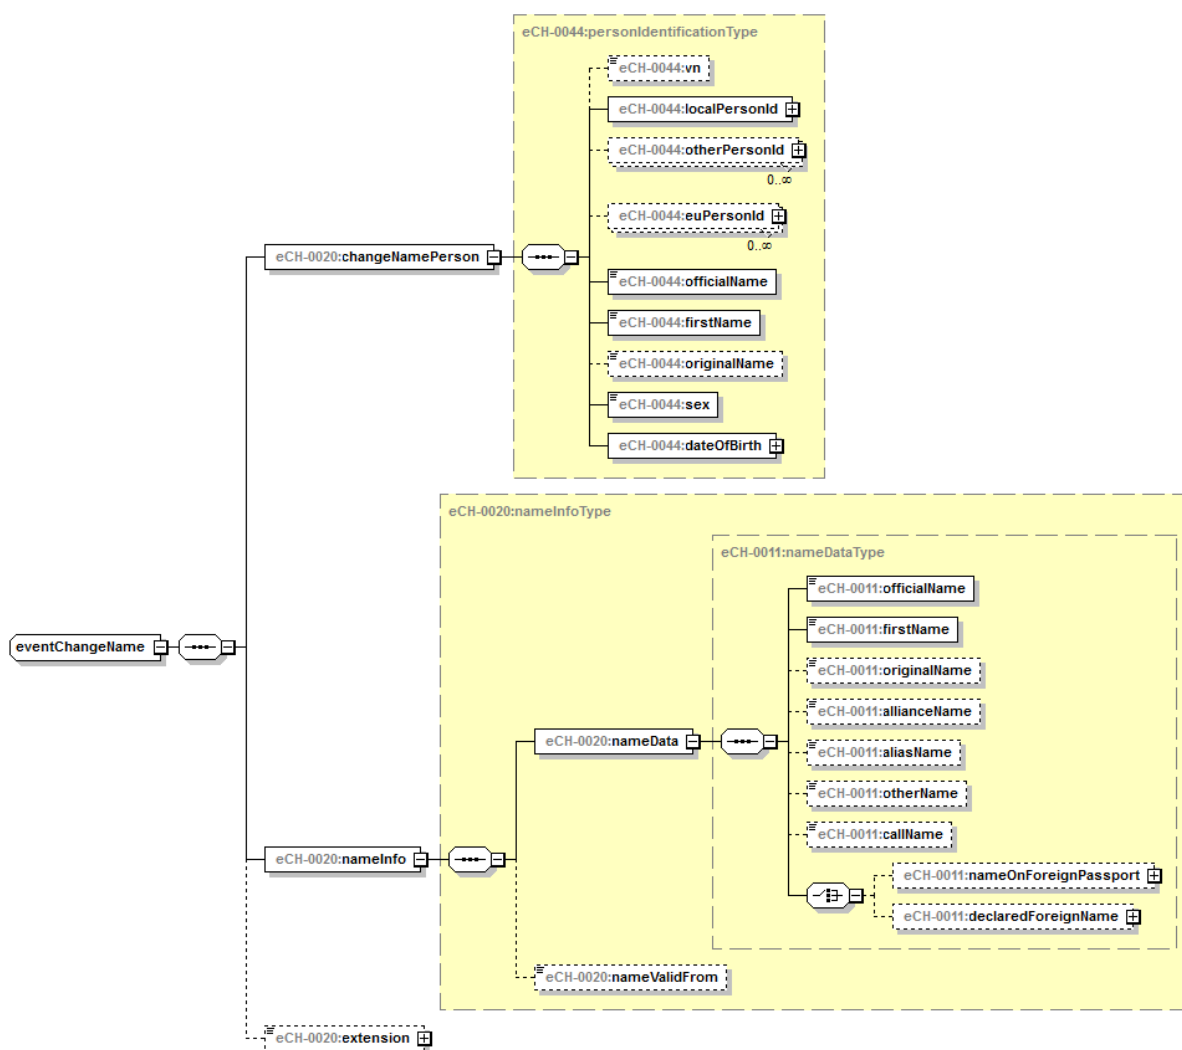 eCH-0044:personIdentificationType
eCH-0044:vn
eCH-0044:localPersonId
eCH-0044:otherPersonId
0..∞
eCH-0044:euPersonId
0..∞
eCH-0020:changeNamePerson
eCH-0044:officialName
eCH-0044:firstName
eCH-0044:originalName
eCH-0044:sex
eCH-0044:dateOfBirth
eCH-0020:nameInfoType
eCH-0011:nameDataType
eCH-0011:officialName
eCH-0011:firstName
eventChangeName
eCH-0011:originalName
eCH-0011:allianceName
eCH-0020:nameData
eCH-0011:aliasName
eCH-0011:otherName
eCH-0011:callName
eCH-0020:nameInfo
eCH-0011:nameOnForeignPassport
eCH-0011:declaredForeignName
eCH-0020:nameValidFrom
eCH-0020:extension